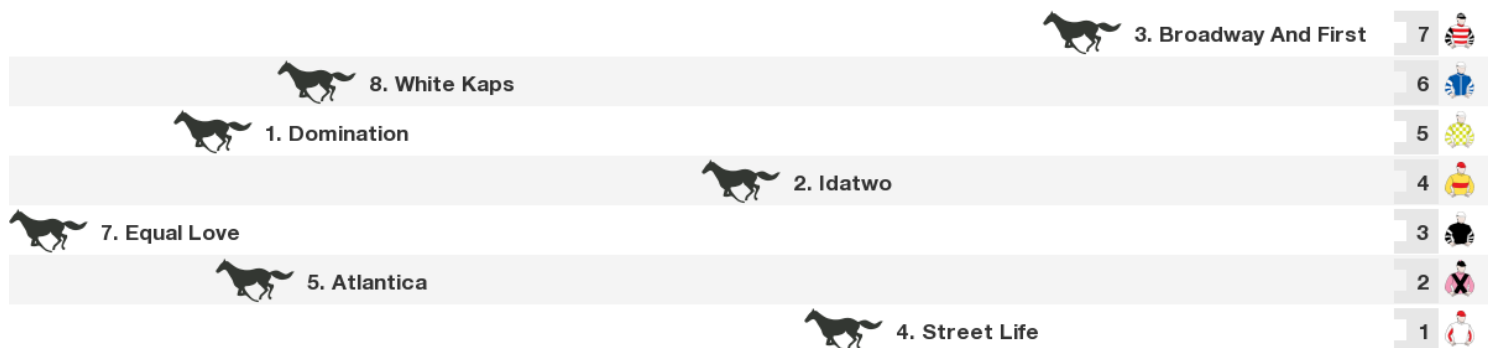 3. Broadway And First 7
8. White Kaps 6
1. Domination 5
2. Idatwo 4
7. Equal Love 3
5. Atlantica 2
4. Street Life 1